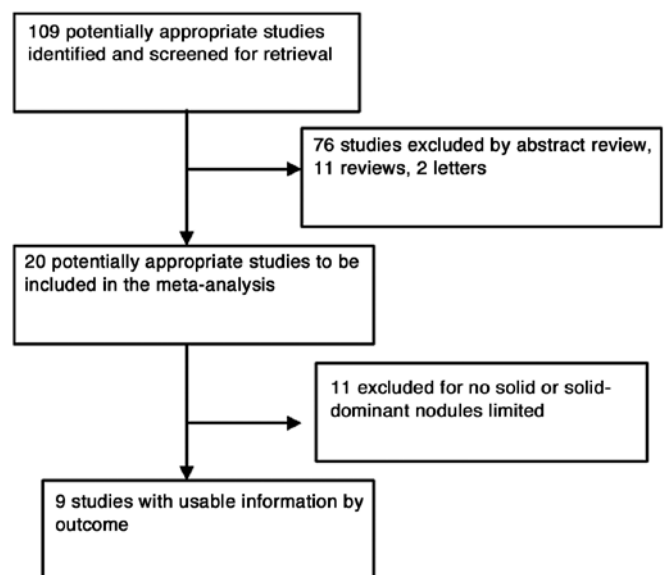 109 potentially appropriate studies
identified and screened for retrieval
76 studies excluded by abstract review,
11 reviews, 2 letters
20 potentially appropriate studies to be
included in the meta-analysis
11 excluded for no solid or solid-
dominant nodules limited
9 studies with usable information by
outcome